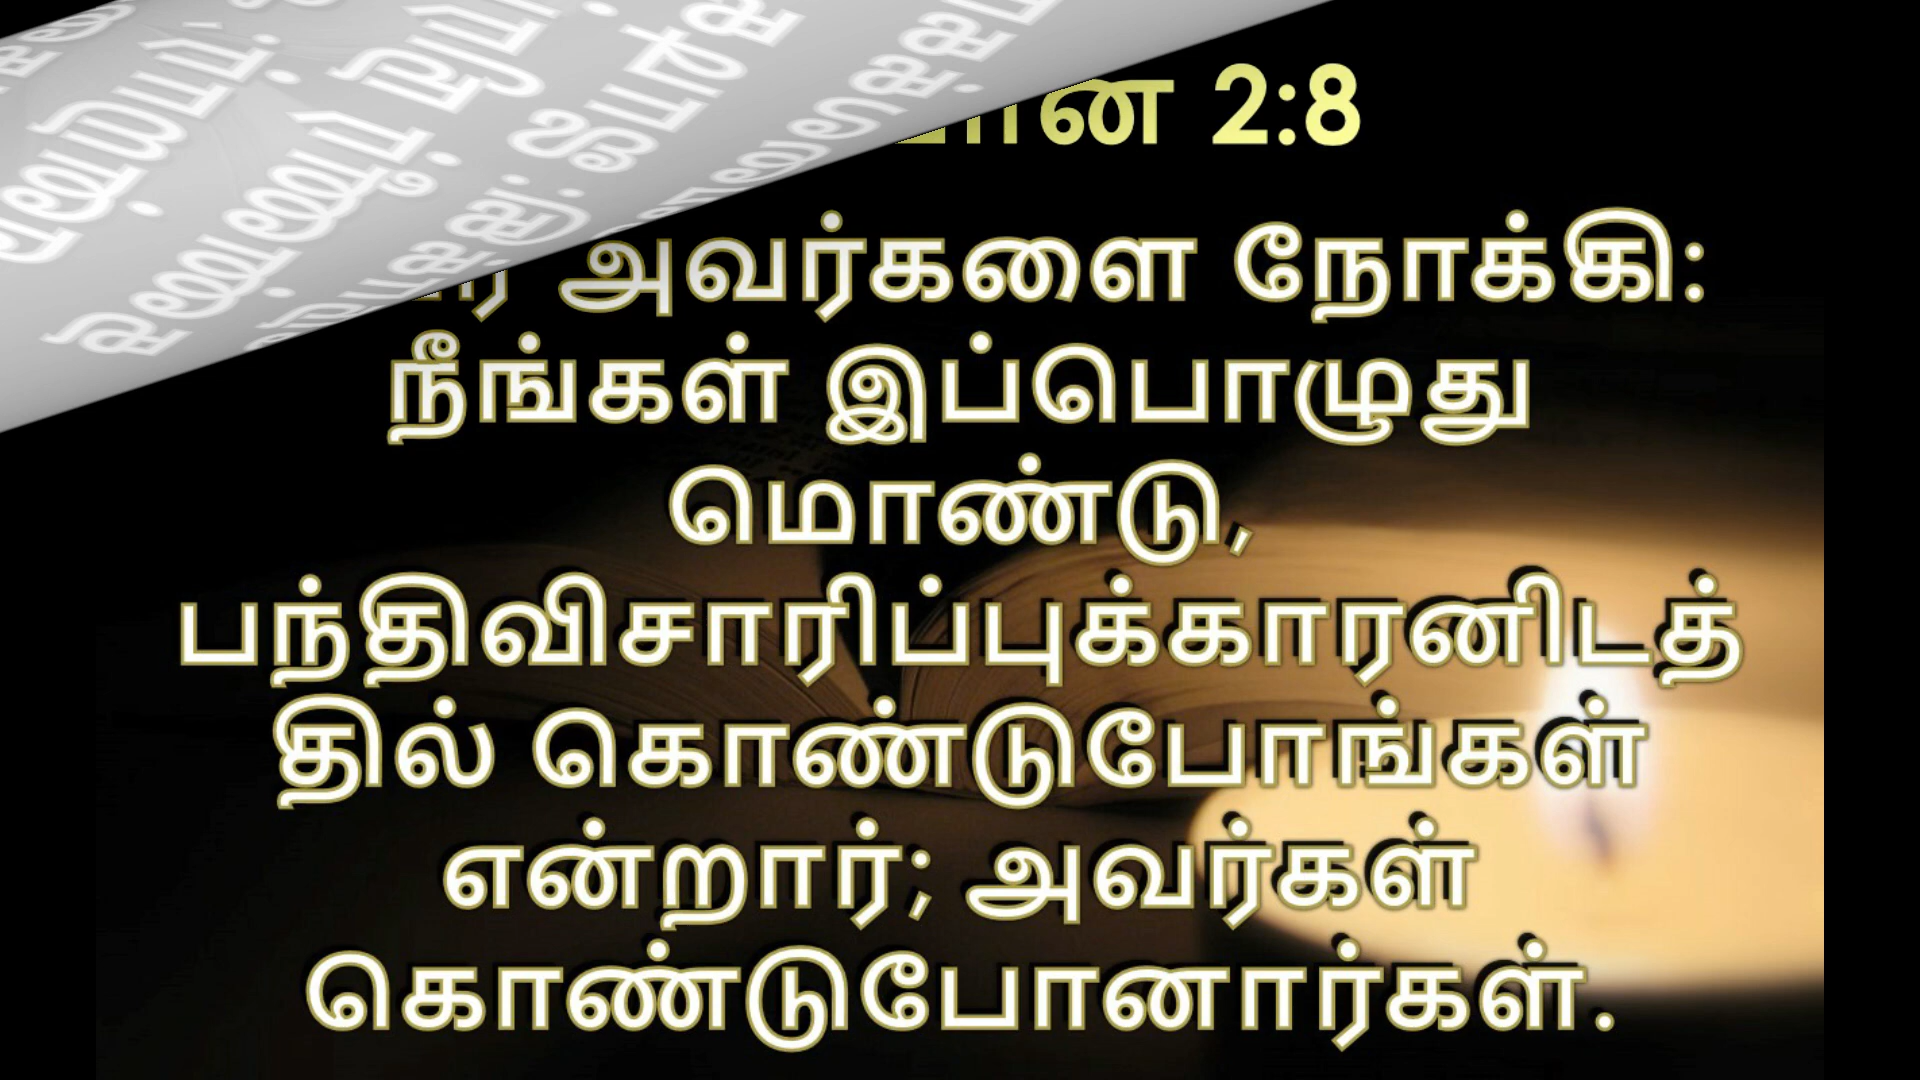 2:8
அவர்களை நோக்கி:
நீங்கள் இப்பொழுது
மொண்டு,
பந்திவிசாரிப்புக்காரனிடத்
தில் கொண்டுபோங்கள்
என்றார்; அவர்கள்
கொண்டுபோனார்கள்.